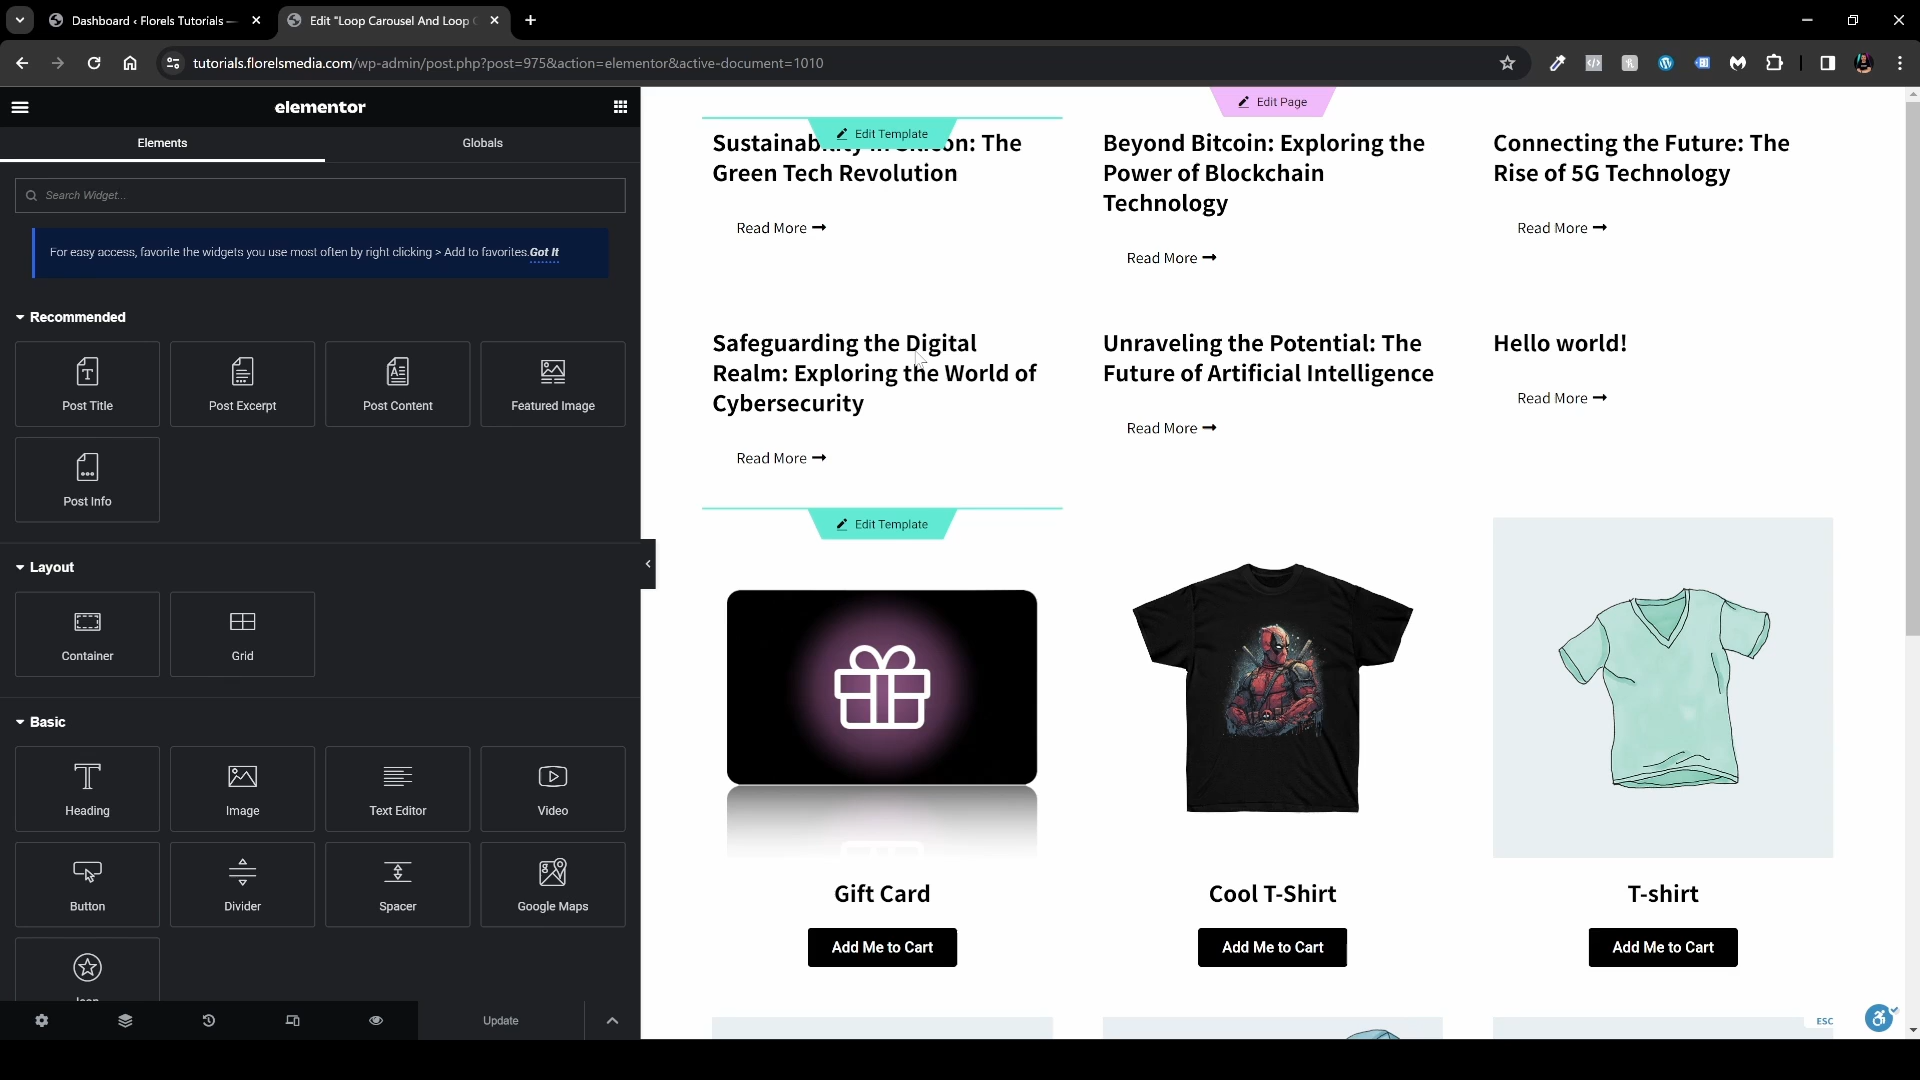 Dashboard ‹ Florels Tutorials —
Edit "Loop Carousel And Loop
tutorials.florelsmedia.com/wp-admin/post.php?post=975&action=elementor&active-document=1010
elementor
Elements
Globals
Search Widget...
For easy access, favorite the widgets you use most often by right clicking > Add to favorites.Got It
Recommended
Post Title
Post Excerpt
Post Content
Featured Image
Post Info
Layout
Container
Grid
Basic
Heading
Image
Text Editor
Video
Button
Divider
Spacer
Google Maps
Icon
Update
Edit Page
Edit Template
Sustainability in Silicon: The
Green Tech Revolution
Read More
Beyond Bitcoin: Exploring the
Power of Blockchain
Technology
Read More
Connecting the Future: The
Rise of 5G Technology
Read More
Safeguarding the Digital
Realm: Exploring the World of
Cybersecurity
Read More
Unraveling the Potential: The
Future of Artificial Intelligence
Read More
Hello world!
Read More
Edit Template
Gift Card
Add Me to Cart
Cool T-Shirt
Add Me to Cart
T-shirt
Add Me to Cart
ESC